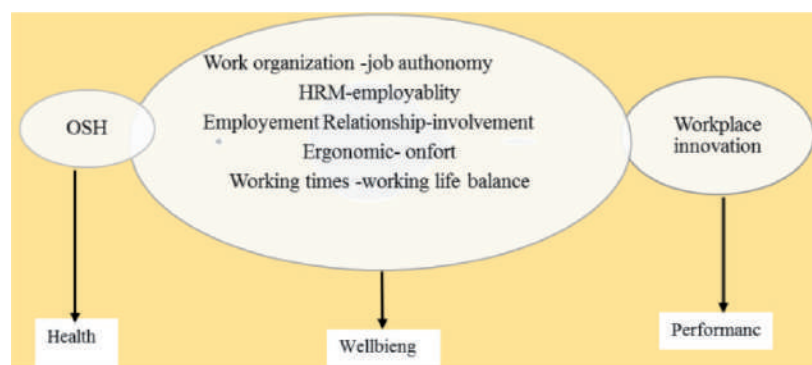 Work organization -job authonomy
HRM-employablity
OSH
Employement Relationship-involvement
Workplace
innovation
Ergonomic- onfort
Working times -working life balance
Health
Wellbieng
Performanc